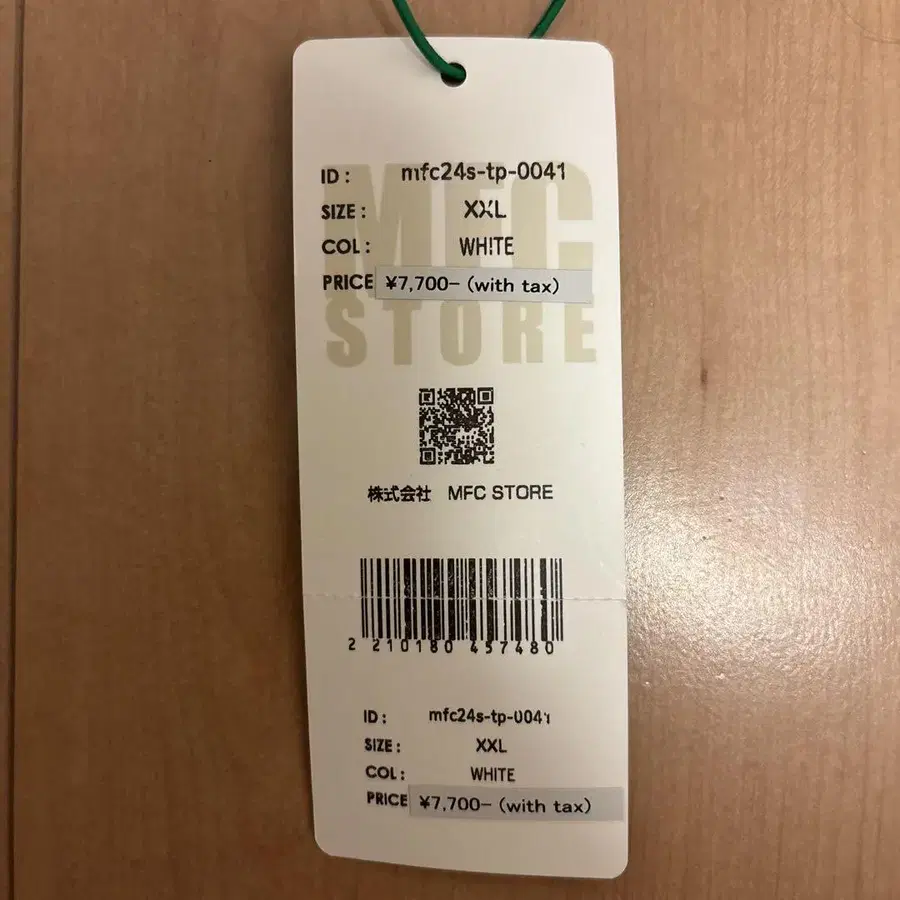 MFC
STORE
ID : mfc24s-tp-0041
SIZE : XXL
COL : WHITE
PRICE ¥7,700- (with tax)
株式会社 MFC STORE
2 210180 457480
ID : mfc24s-tp-0041
SIZE : XXL
COL : WHITE
PRICE ¥7,700- (with tax)